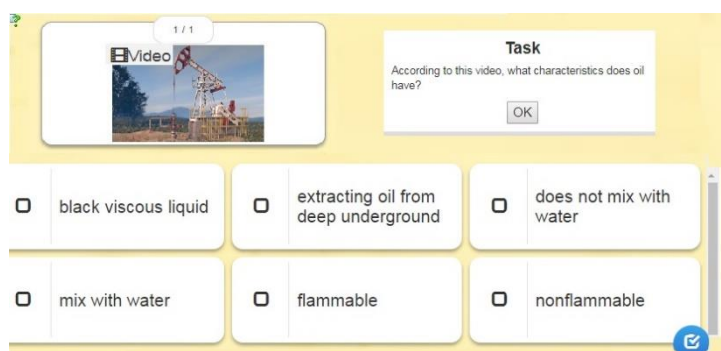 1 / 1
Video
Task
According to this video, what characteristics does oil
have?
OK
black viscous liquid
extracting oil from
deep underground
does not mix with
water
mix with water
flammable
nonflammable